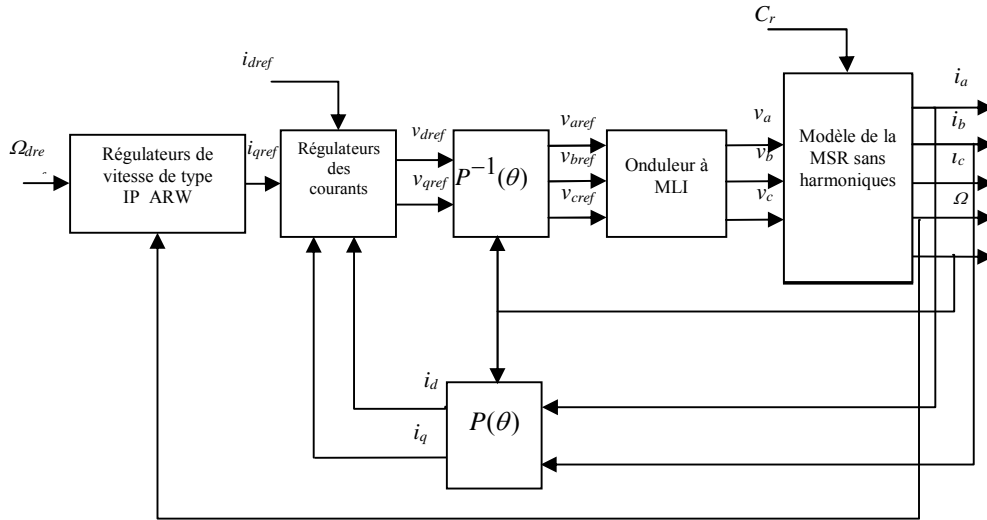 C_r
i_dref
i_a
Ω_dre
Régulateurs de
vitesse de type
IP ARW
i_qref
Régulateurs
des
courants
v_dref
v_qref
P^{-1}(θ)
v_aref
v_bref
v_cref
Onduleur à
MLI
v_a
v_b
v_c
Modèle de la
MSR sans
harmoniques
i_b
i_c
Ω
i_d
i_q
P(θ)